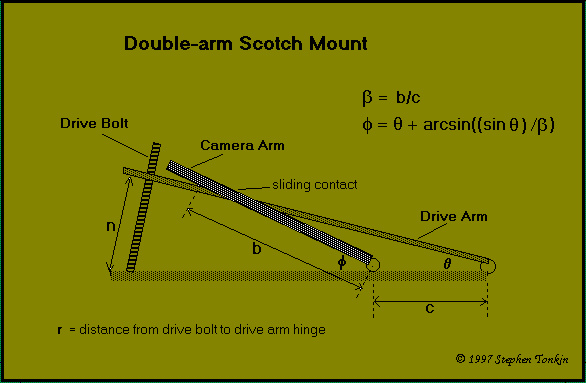 Double-arm Scotch Mount
β = b/c
ϕ = θ + arcsin((sin θ) /β)
Drive Bolt
Camera Arm
sliding contact
Drive Arm
n
b
ϕ
θ
c
r = distance from drive bolt to drive arm hinge
© 1997 Stephen Tonkin